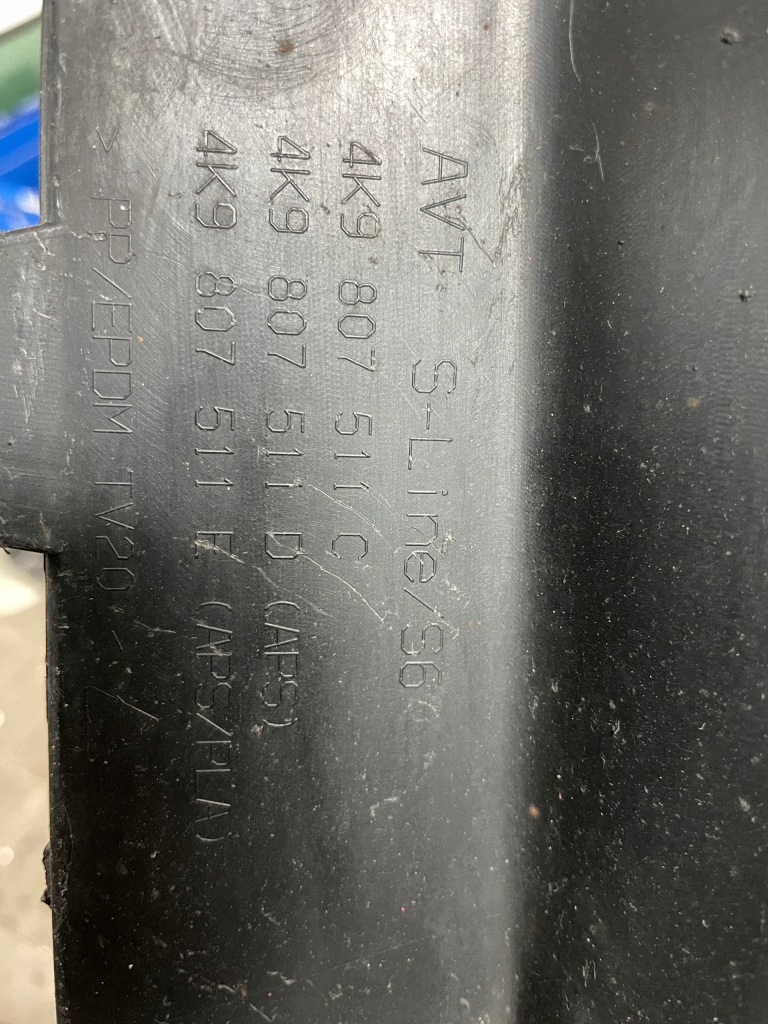 AVT S-Line/S6
4K9 807 511 C
4K9 807 511 D (APS)
4K9 807 511 E (APS/PLA)
> PP/EPDM TV20 <